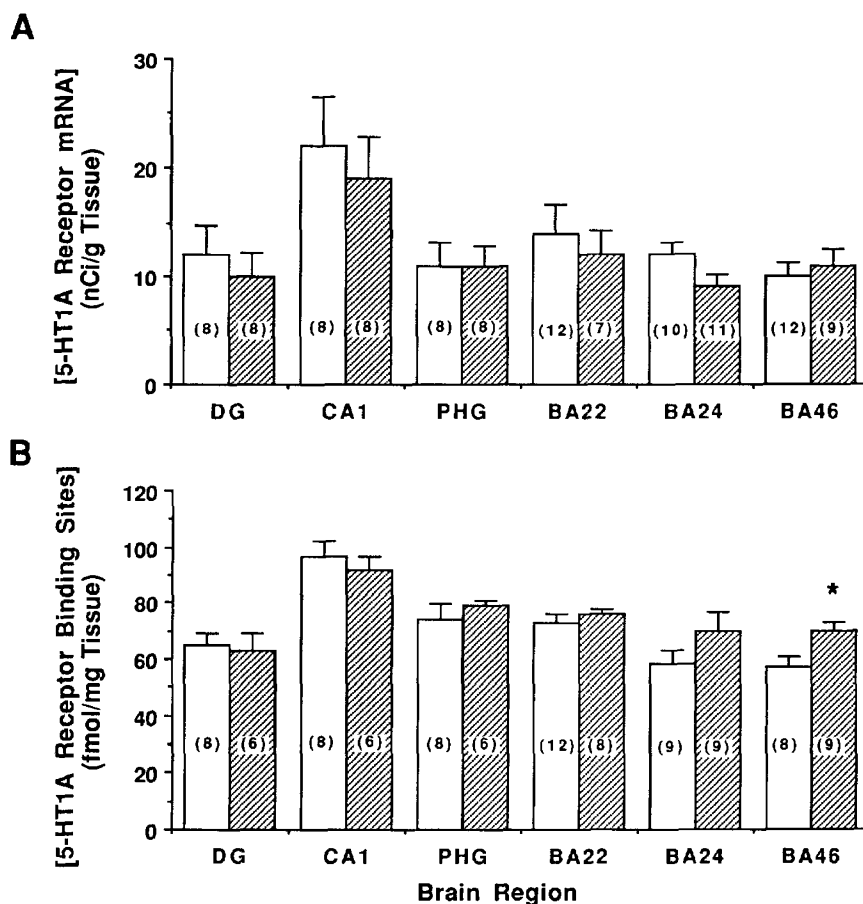 A
[5-HT1A Receptor mRNA]
(nCi/g Tissue)
30
20
10
0
(8) (8) (8) (8) (8) (8) (12) (7) (10) (11) (12) (9)
DG CA1 PHG BA22 BA24 BA46
B
[5-HT1A Receptor Binding Sites]
(fmol/mg Tissue)
120
100
80
60
40
20
0
*
(8) (6) (8) (6) (8) (6) (12) (8) (9) (9) (8) (9)
DG CA1 PHG BA22 BA24 BA46
Brain Region